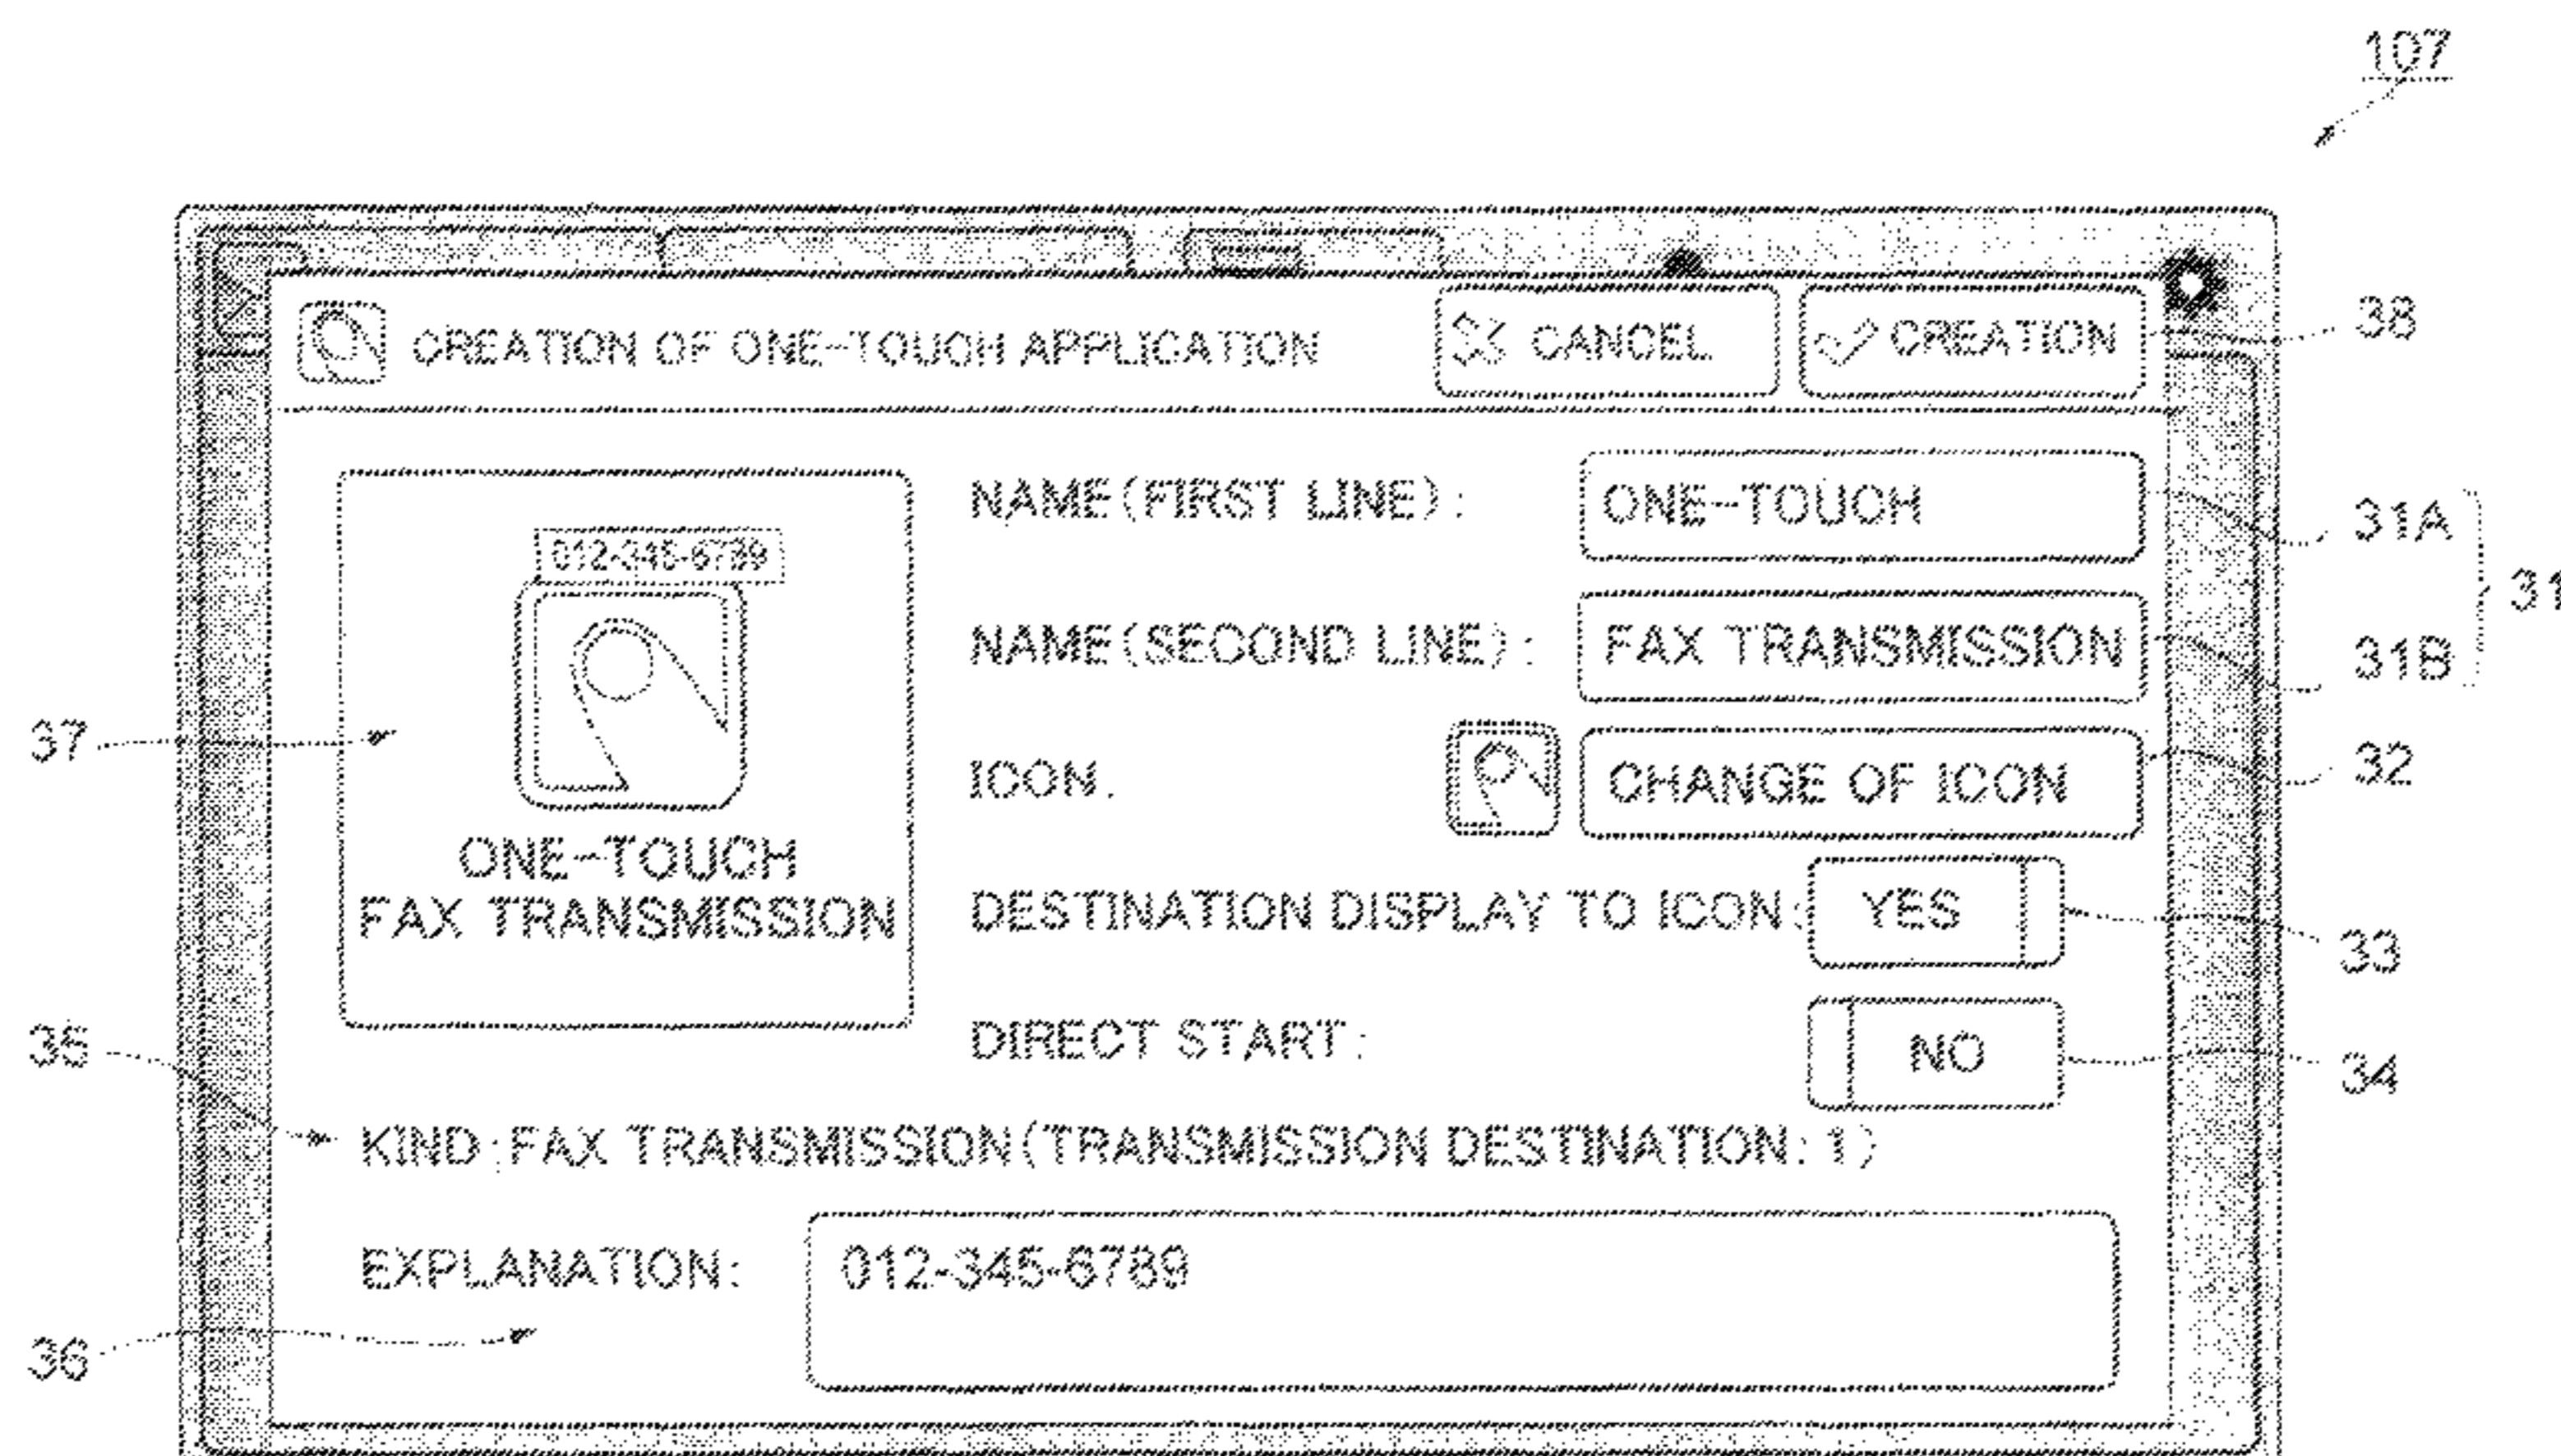 107
CREATION OF ONE-TOUCH APPLICATION
CANCEL
CREATION
38
NAME(FIRST LINE):
ONE-TOUCH
31A
31
012-345-6789
NAME(SECOND LINE):
FAX TRANSMISSION
31B
37
ICON.
CHANGE OF ICON
32
ONE-TOUCH
FAX TRANSMISSION
DESTINATION DISPLAY TO ICON:
YES
33
35
DIRECT START:
NO
34
KIND:FAX TRANSMISSION(TRANSMISSION DESTINATION: 1)
EXPLANATION:
012-345-6789
36